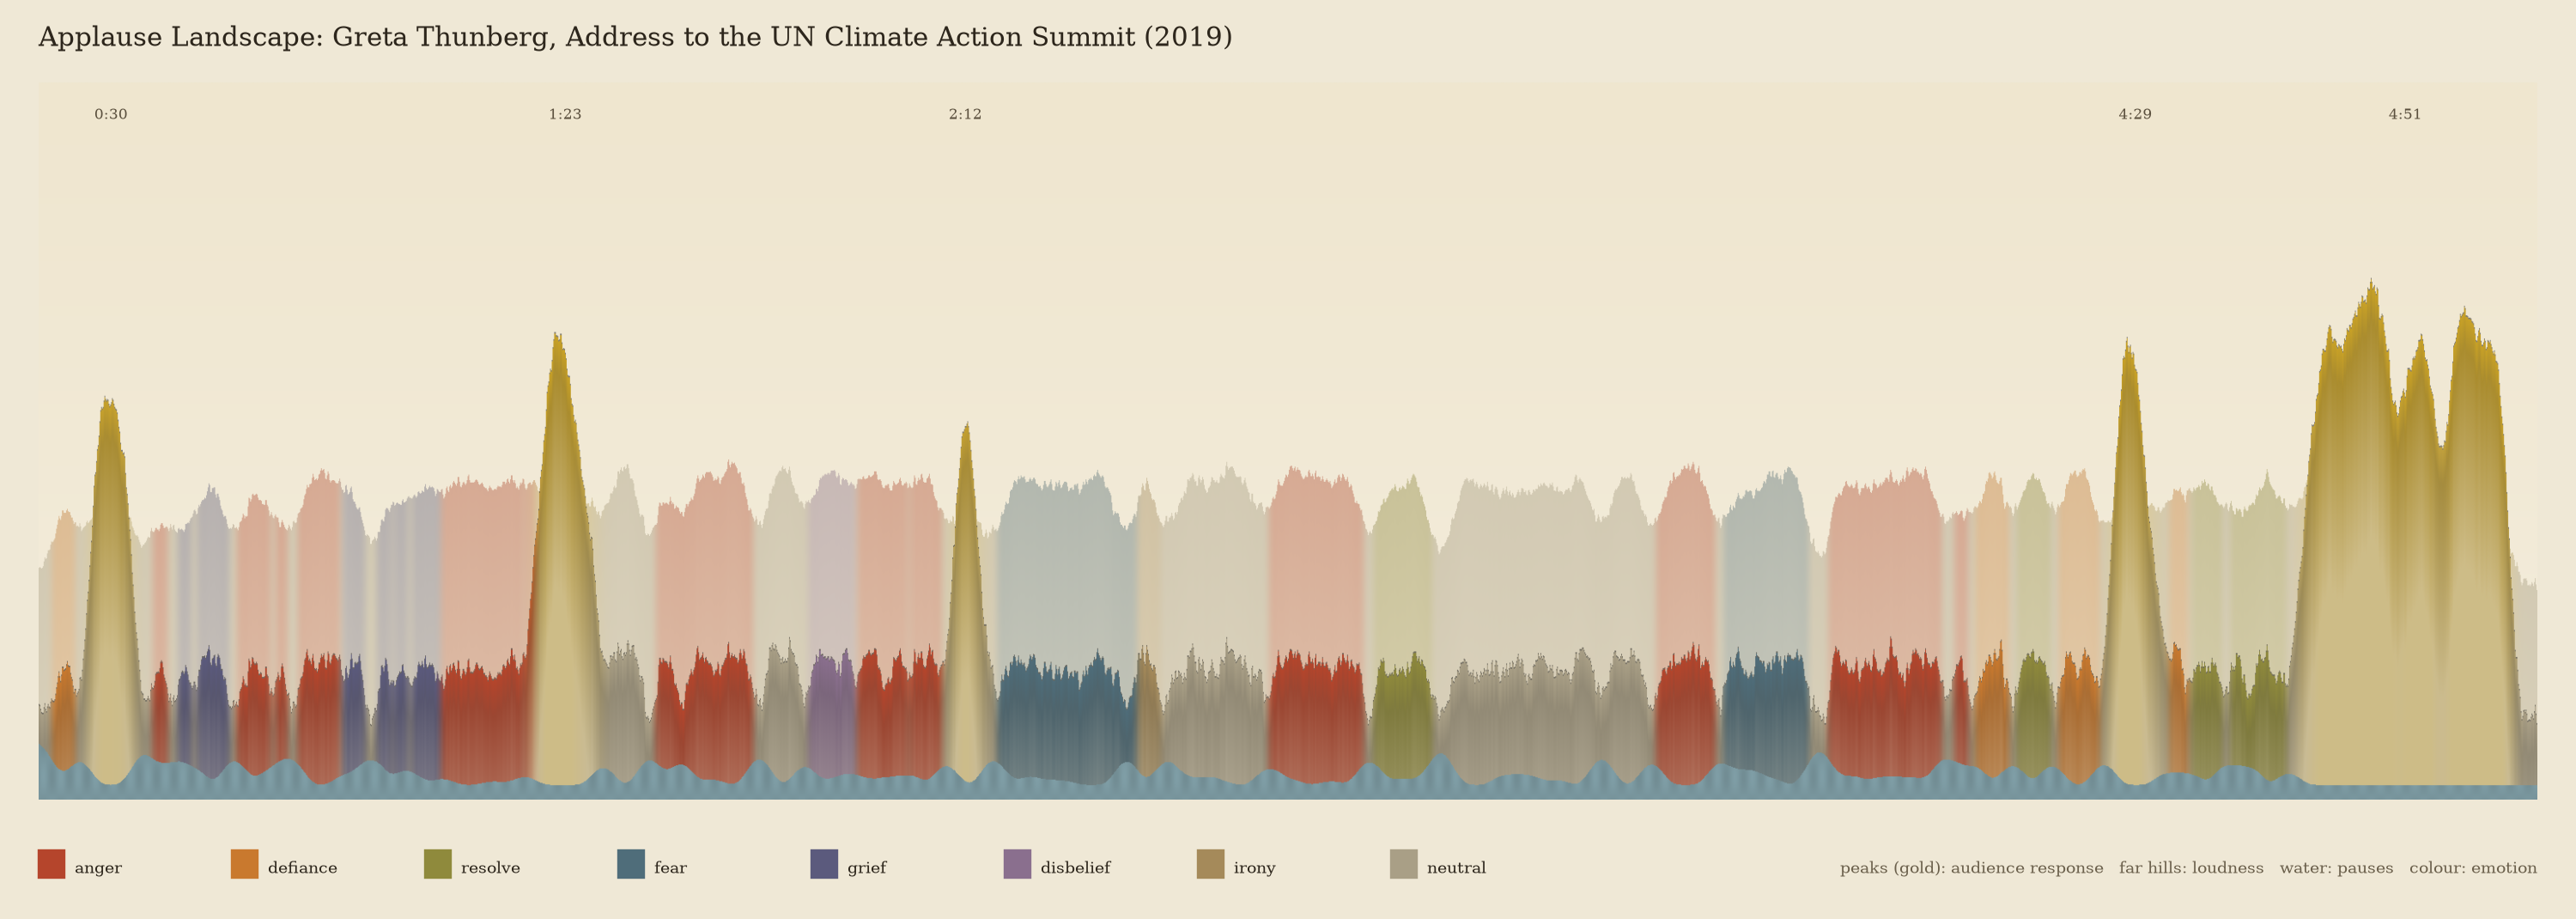 Applause Landscape: Greta Thunberg, Address to the UN Climate Action Summit (2019)
0:30 1:23 2:12 4:29 4:51
anger defiance resolve fear grief disbelief irony neutral peaks (gold): audience response far hills: loudness water: pauses colour: emotion